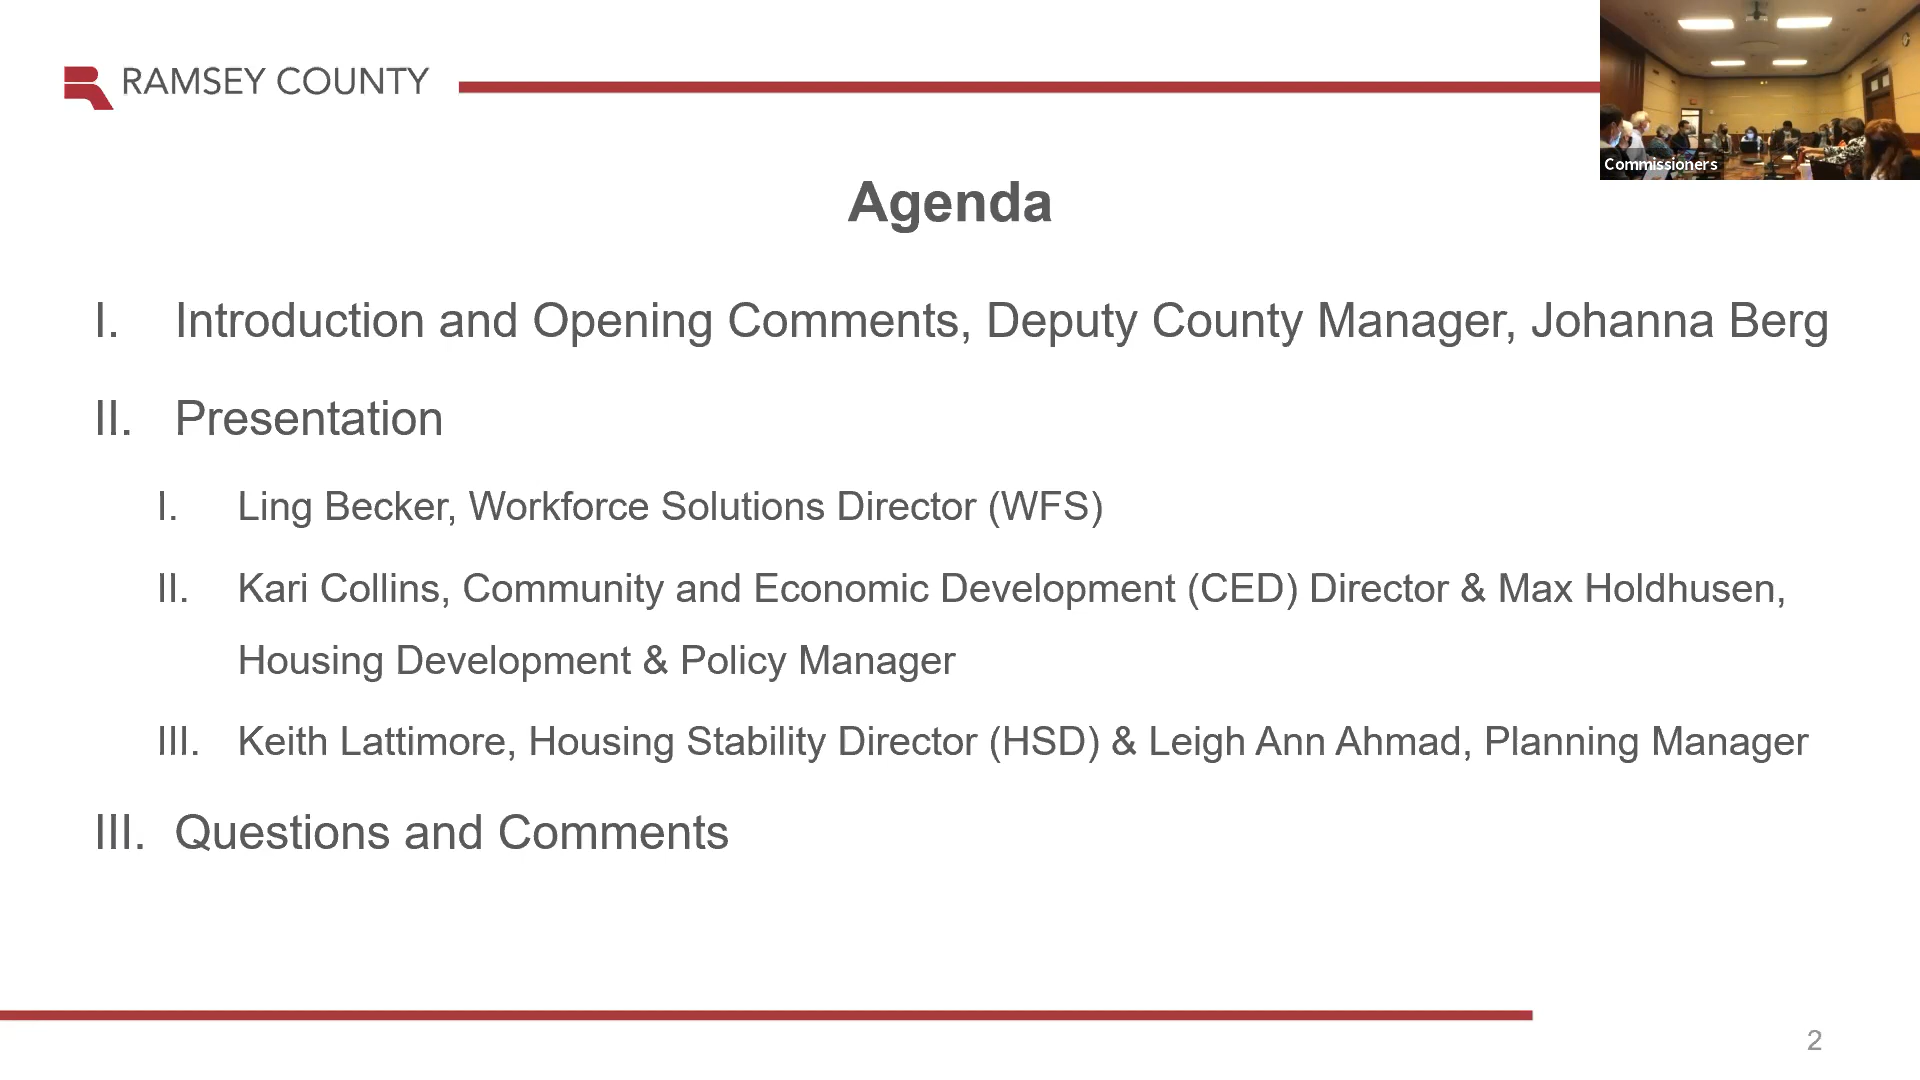 RAMSEY COUNTY
Commissioners
Agenda
I. Introduction and Opening Comments, Deputy County Manager, Johanna Berg
II. Presentation
I. Ling Becker, Workforce Solutions Director (WFS)
II. Kari Collins, Community and Economic Development (CED) Director & Max Holdhusen,
Housing Development & Policy Manager
III. Keith Lattimore, Housing Stability Director (HSD) & Leigh Ann Ahmad, Planning Manager
III. Questions and Comments
2